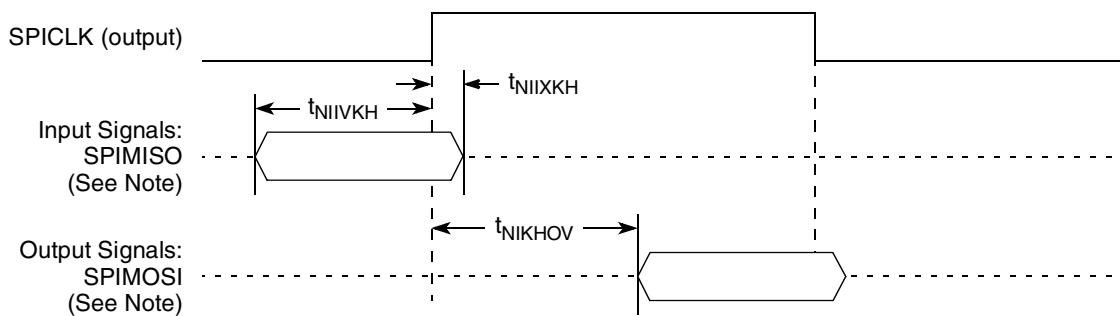 SPICLK (output)
tNIIXKH
tNIIVKH
Input Signals:
SPIMISO
(See Note)
tNIKHOV
Output Signals:
SPIMOSI
(See Note)